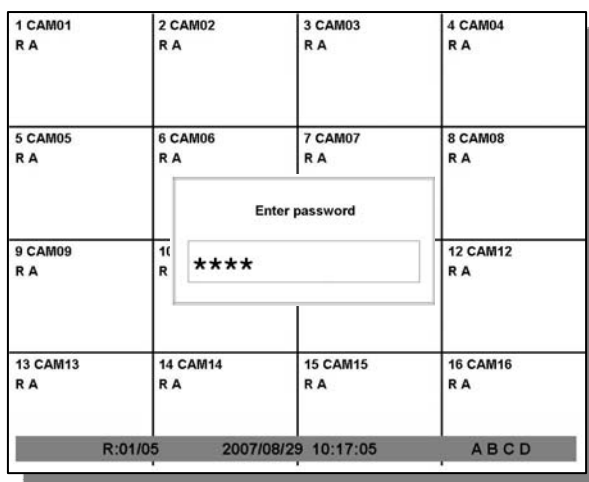 1 CAM01 2 CAM02 3 CAM03 4 CAM04
R A R A R A R A
5 CAM05 6 CAM06 7 CAM07 8 CAM08
R A R A R A R A
Enter password
****
9 CAM09 10 12 CAM12
R A R R A
13 CAM13 14 CAM14 15 CAM15 16 CAM16
R A R A R A R A
R:01/05 2007/08/29 10:17:05 A B C D